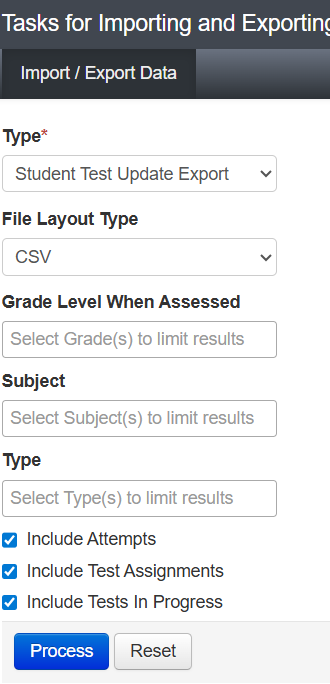 Tasks for Importing and Exporting
Import / Export Data
Type*
Student Test Update Export
File Layout Type
CSV
Grade Level When Assessed
Select Grade(s) to limit results
Subject
Select Subject(s) to limit results
Type
Select Type(s) to limit results
Include Attempts
Include Test Assignments
Include Tests In Progress
Process Reset